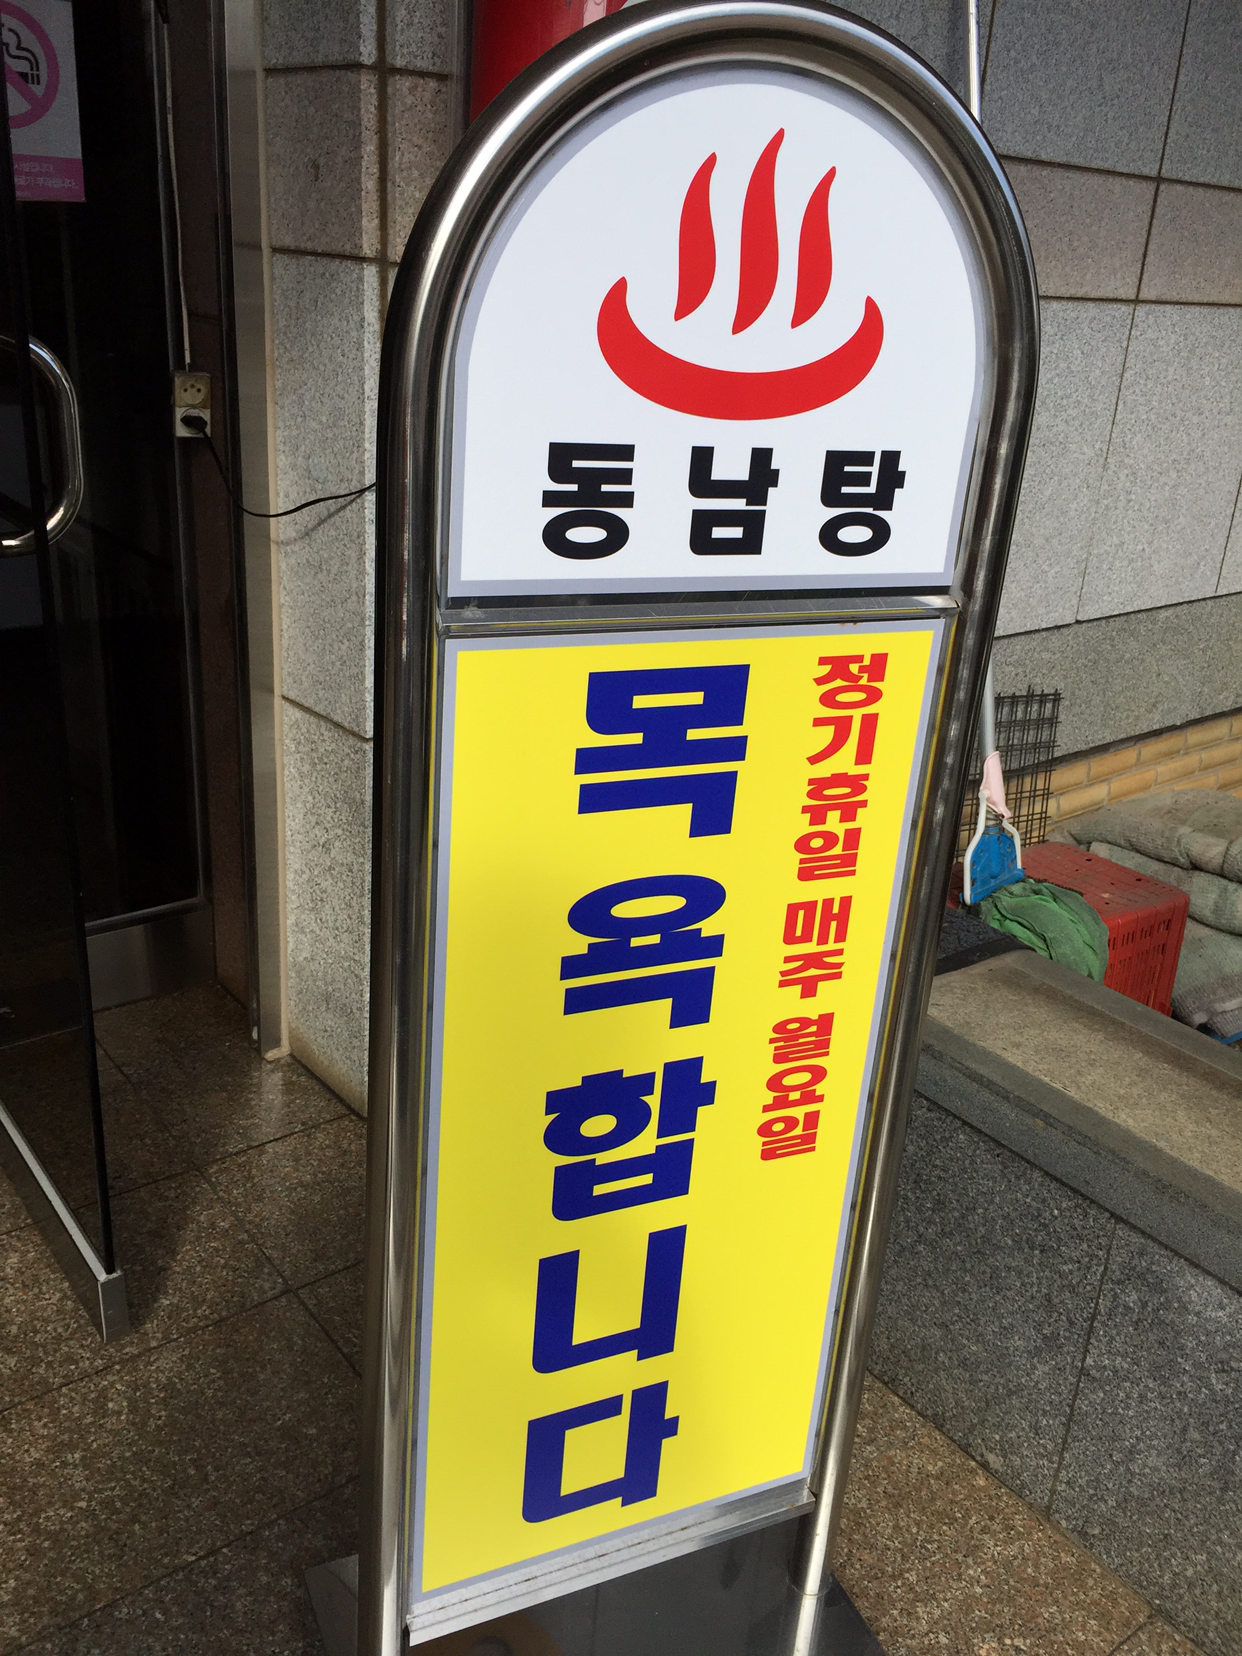 동남탕
정기휴일 매주 월요일
목욕합니다